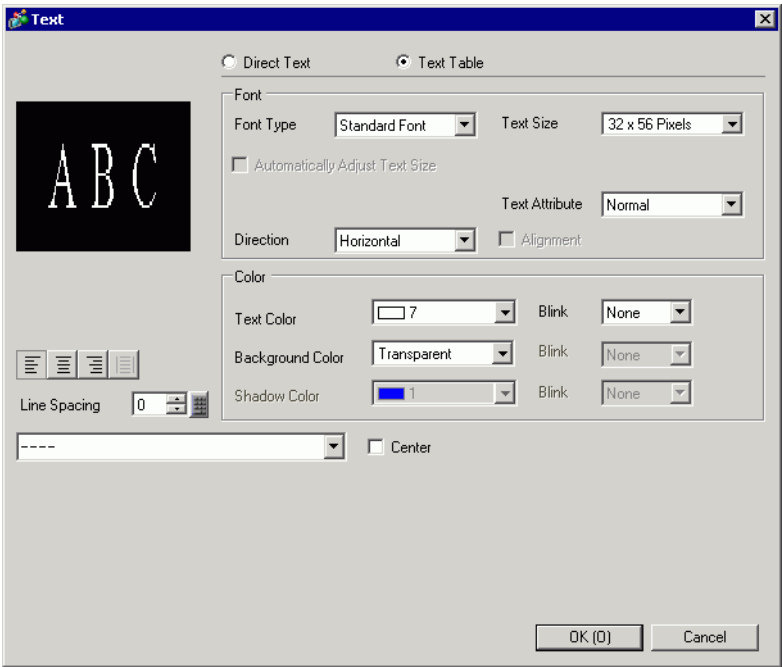 Text
Direct Text Text Table
Font
Font Type Standard Font Text Size 32 x 56 Pixels
Automatically Adjust Text Size
ABC
Text Attribute Normal
Direction Horizontal Alignment
Color
Text Color 7 Blink None
Background Color Transparent Blink None
Shadow Color 1 Blink None
Line Spacing 0
---- Center
OK (O) Cancel